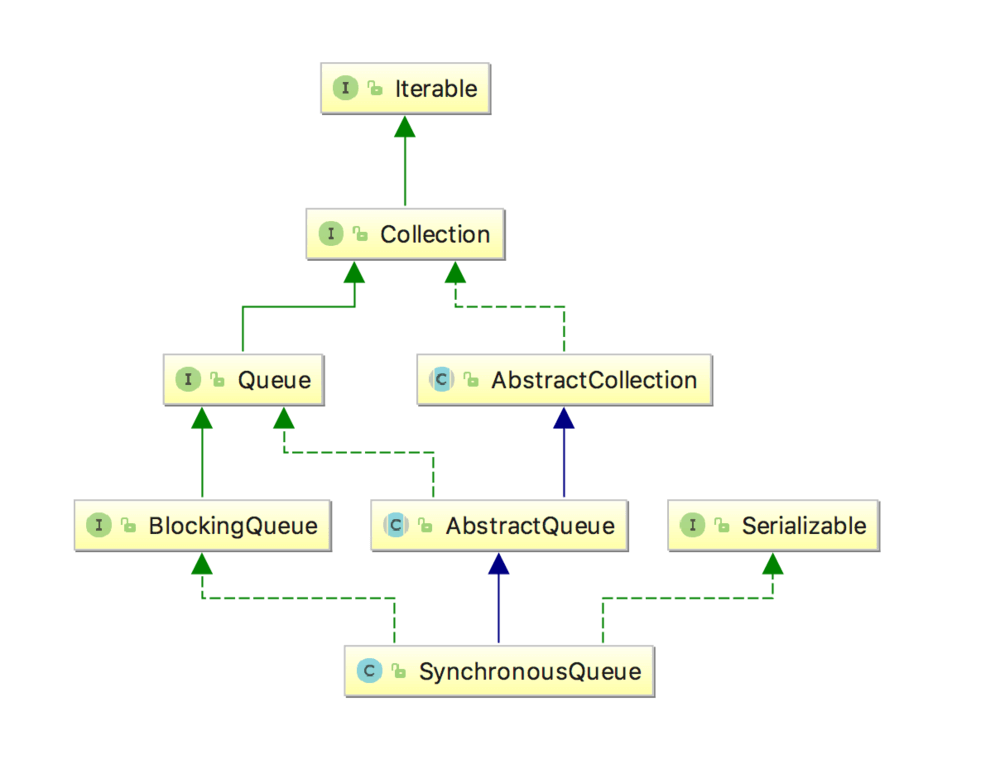 I Iterable
I Collection
I Queue
C AbstractCollection
I BlockingQueue
C AbstractQueue
I Serializable
C SynchronousQueue